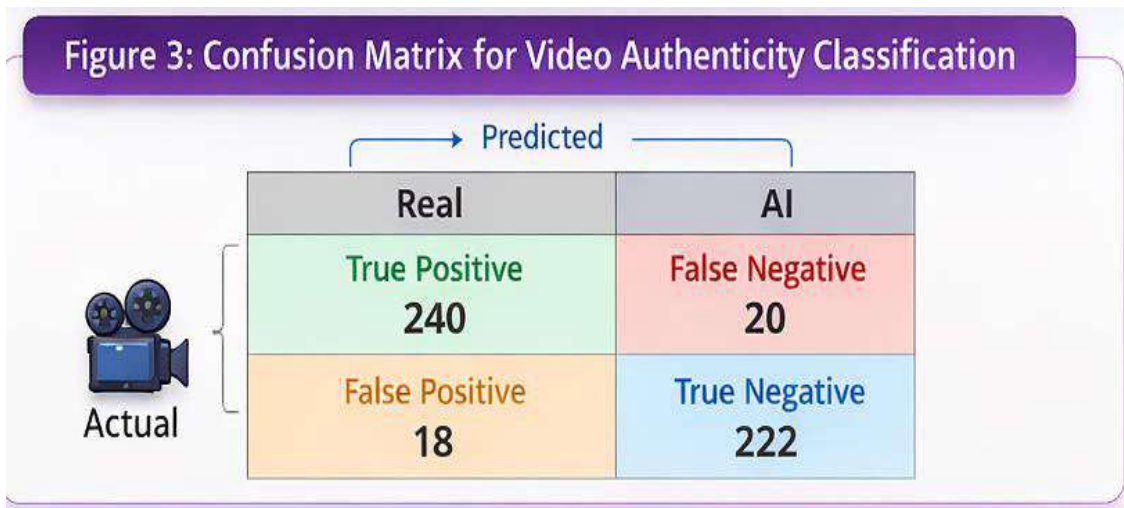 Figure 3: Confusion Matrix for Video Authenticity Classification
Predicted
Real AI
True Positive False Negative
240 20
False Positive True Negative
18 222
Actual